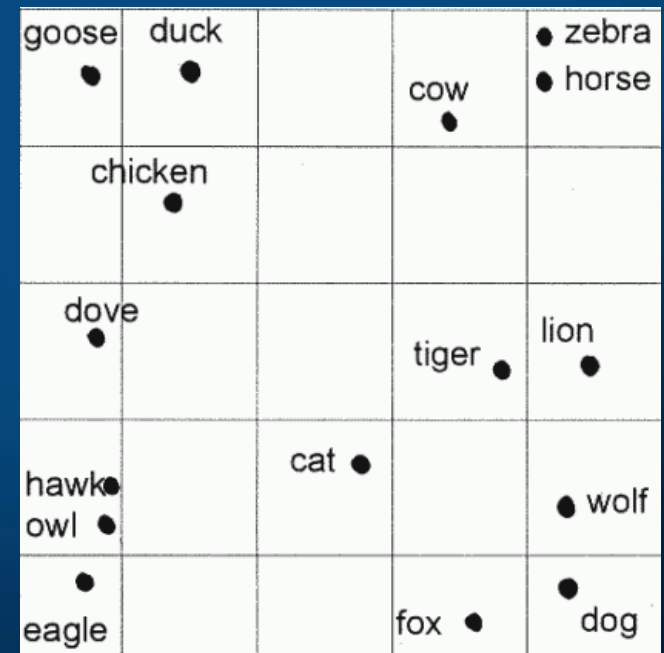 goose duck zebra
horse
cow
chicken
dove
lion
tiger
cat
hawk
wolf
owl
fox dog
eagle